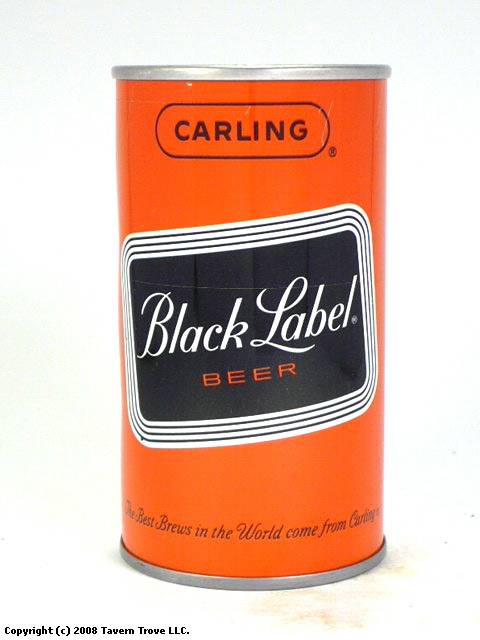 CARLING
®
Black Label®
BEER
The Best Brews in the World come from Carling
Copyright (c) 2008 Tavern Trove LLC.